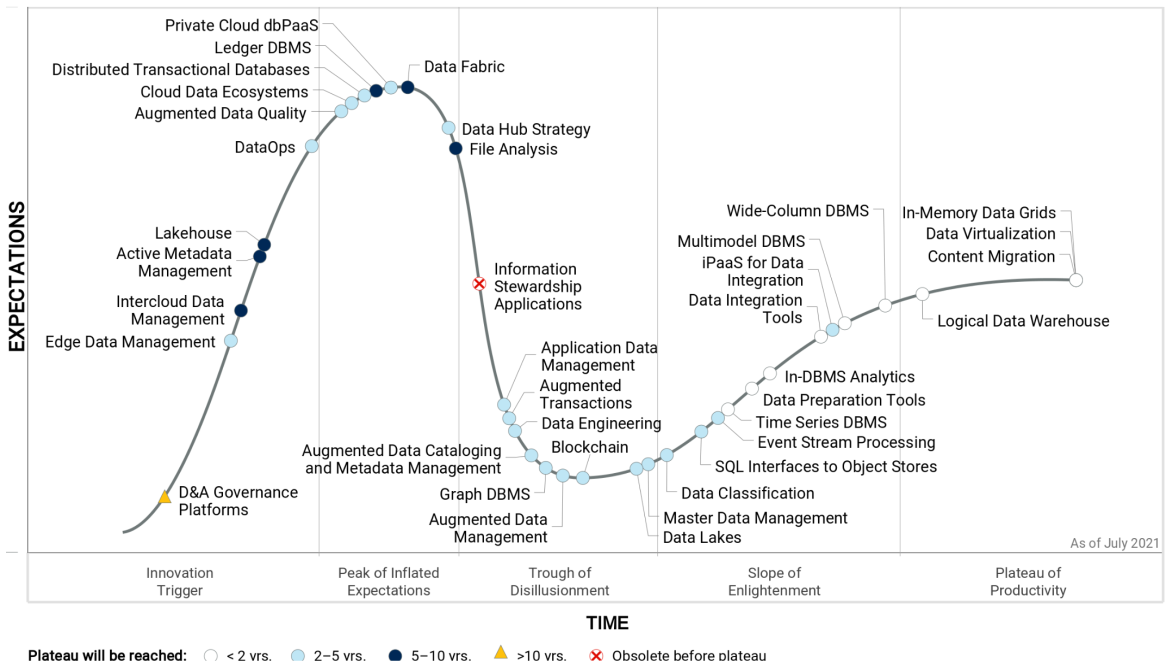 Private Cloud dbPaaS
Ledger DBMS
Distributed Transactional Databases
Cloud Data Ecosystems
Augmented Data Quality
DataOps
Data Fabric
Data Hub Strategy
File Analysis
Lakehouse
Active Metadata
Management
Intercloud Data
Management
Edge Data Management
D&A Governance
Platforms
Information
Stewardship
Applications
Application Data
Management
Augmented
Transactions
Data Engineering
Augmented Data Cataloging
and Metadata Management
Blockchain
Graph DBMS
Augmented Data
Management
Wide-Column DBMS
Multimodel DBMS
iPaaS for Data
Integration
Data Integration
Tools
In-DBMS Analytics
Data Preparation Tools
Time Series DBMS
Event Stream Processing
SQL Interfaces to Object Stores
Data Classification
Master Data Management
Data Lakes
In-Memory Data Grids
Data Virtualization
Content Migration
Logical Data Warehouse
EXPECTATIONS
As of July 2021
Innovation
Trigger
Peak of Inflated
Expectations
Trough of
Disillusionment
Slope of
Enlightenment
Plateau of
Productivity
TIME
Plateau will be reached: < 2 yrs. 2–5 yrs. 5–10 yrs. >10 yrs. Obsolete before plateau